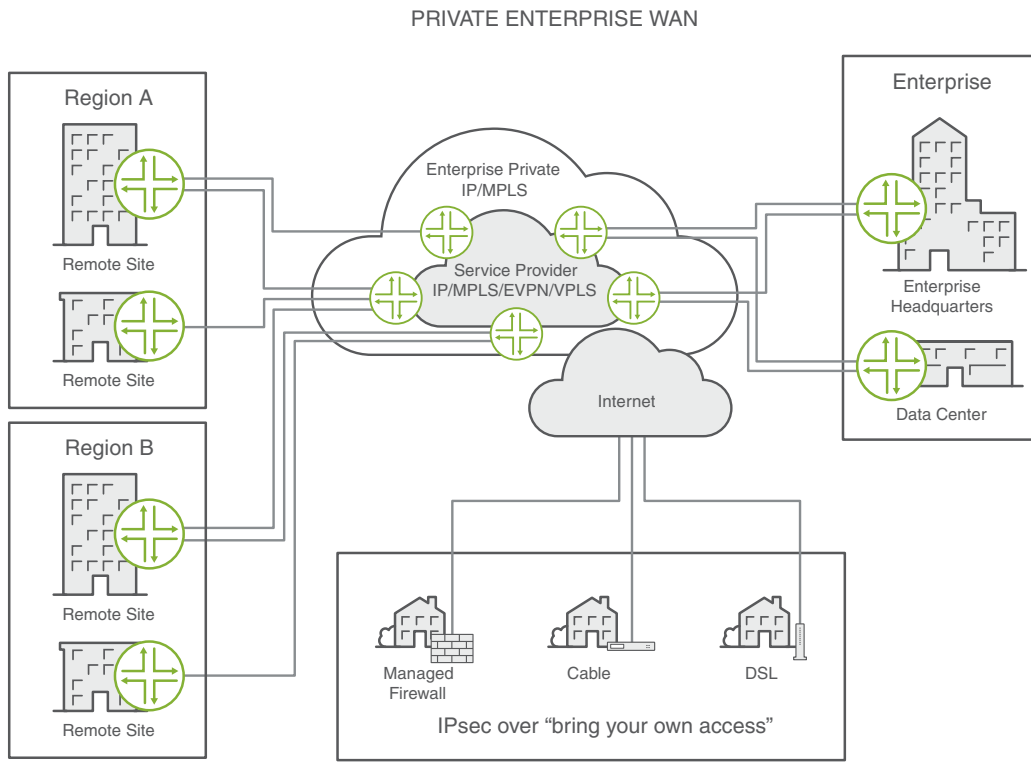 PRIVATE ENTERPRISE WAN
Region A
Remote Site
Remote Site
Region B
Remote Site
Remote Site
Enterprise Private
IP/MPLS
Service Provider
IP/MPLS/EVPN/VPLS
Internet
Enterprise
Enterprise
Headquarters
Data Center
Managed
Firewall
Cable
DSL
IPsec over “bring your own access”